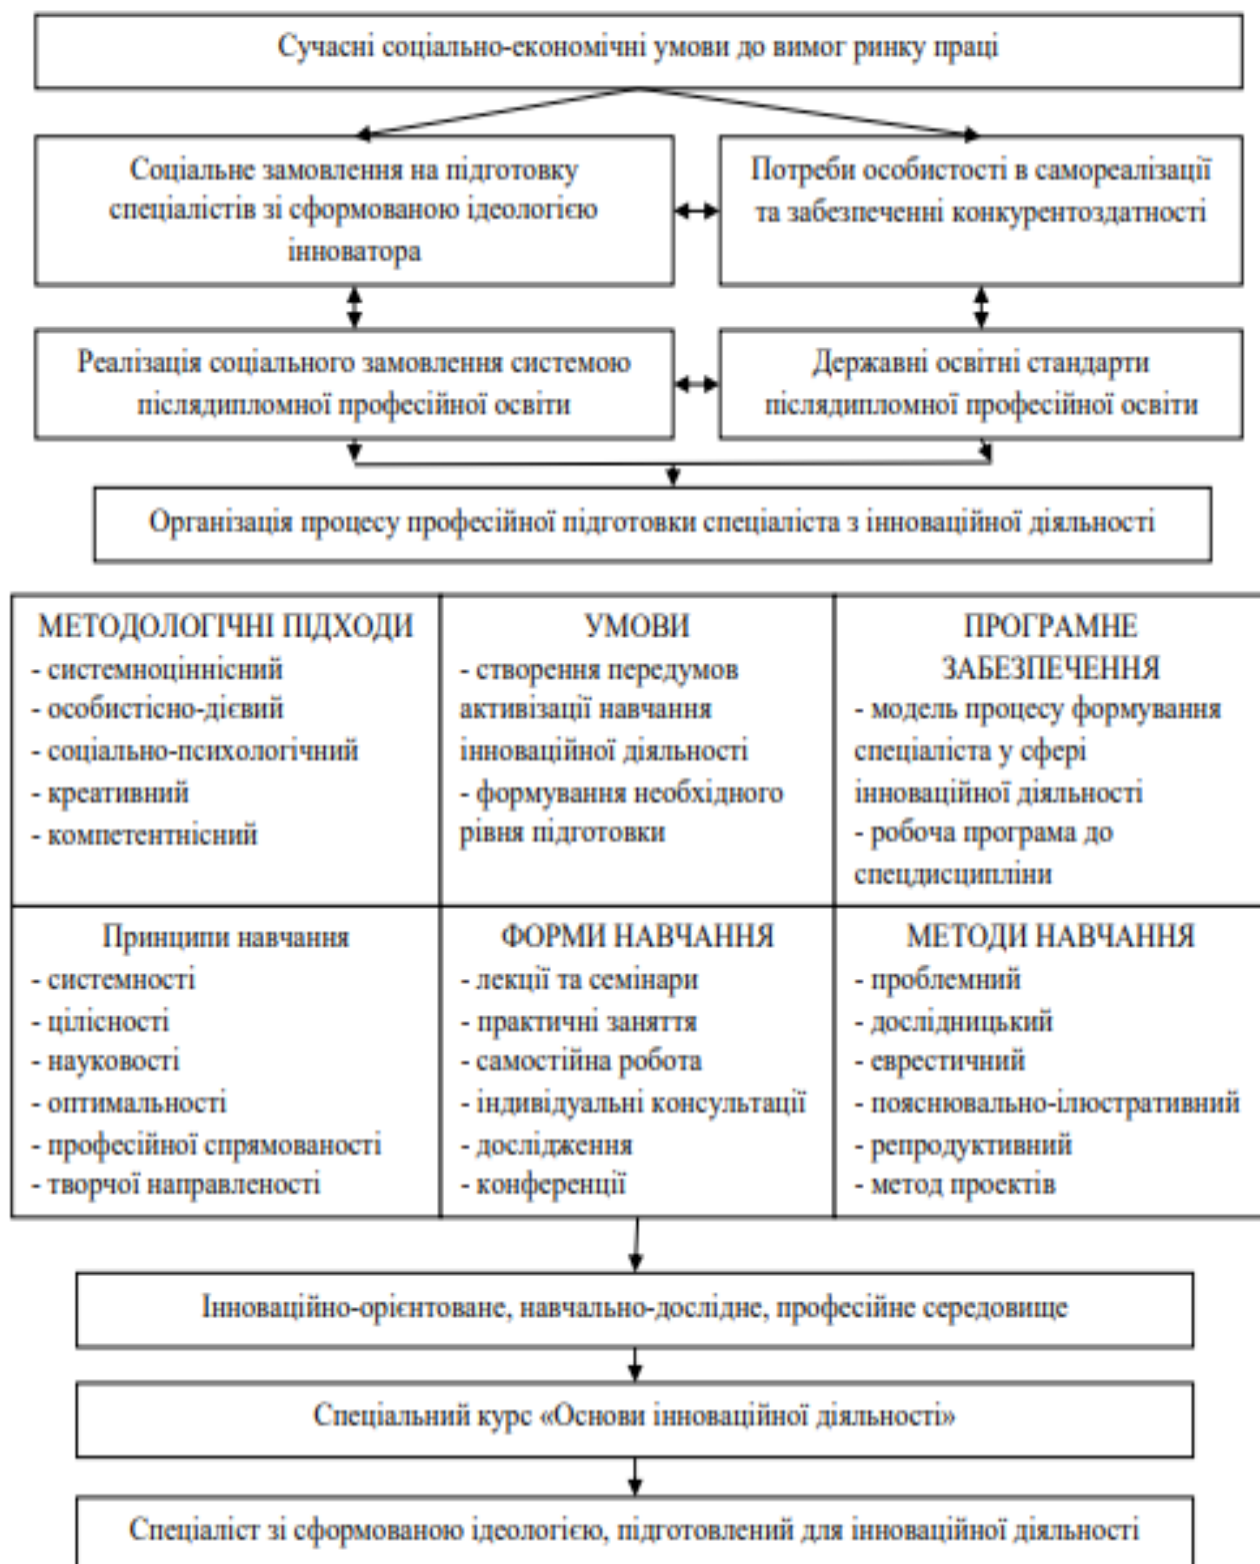 Сучасні соціально-економічні умови до вимог ринку праці
Соціальне замовлення на підготовку
спеціалістів зі сформованою ідеологією
інноватора
Потреби особистості в самореалізації
та забезпеченні конкурентоздатності
Реалізація соціального замовлення системою
післядипломної професійної освіти
Державні освітні стандарти
післядипломної професійної освіти
Організація процесу професійної підготовки спеціаліста з інноваційної діяльності
МЕТОДОЛОГІЧНІ ПІДХОДИ
- системноціннісний
- особистісно-дієвий
- соціально-психологічний
- креативний
- компетентнісний
УМОВИ
- створення передумов
активізації навчання
інноваційної діяльності
- формування необхідного
рівня підготовки
ПРОГРАМНЕ
ЗАБЕЗПЕЧЕННЯ
- модель процесу формування
спеціаліста у сфері
інноваційної діяльності
- робоча програма до
спецдисципліни
Принципи навчання
- системності
- цілісності
- науковості
- оптимальності
- професійної спрямованості
- творчої направленості
ФОРМИ НАВЧАННЯ
- лекції та семінари
- практичні заняття
- самостійна робота
- індивідуальні консультації
- дослідження
- конференції
МЕТОДИ НАВЧАННЯ
- проблемний
- дослідницький
- еврестичний
- пояснювально-ілюстративний
- репродуктивний
- метод проектів
Інноваційно-орієнтоване, навчально-дослідне, професійне середовище
Спеціальний курс «Основи інноваційної діяльності»
Спеціаліст зі сформованою ідеологією, підготовлений для інноваційної діяльності